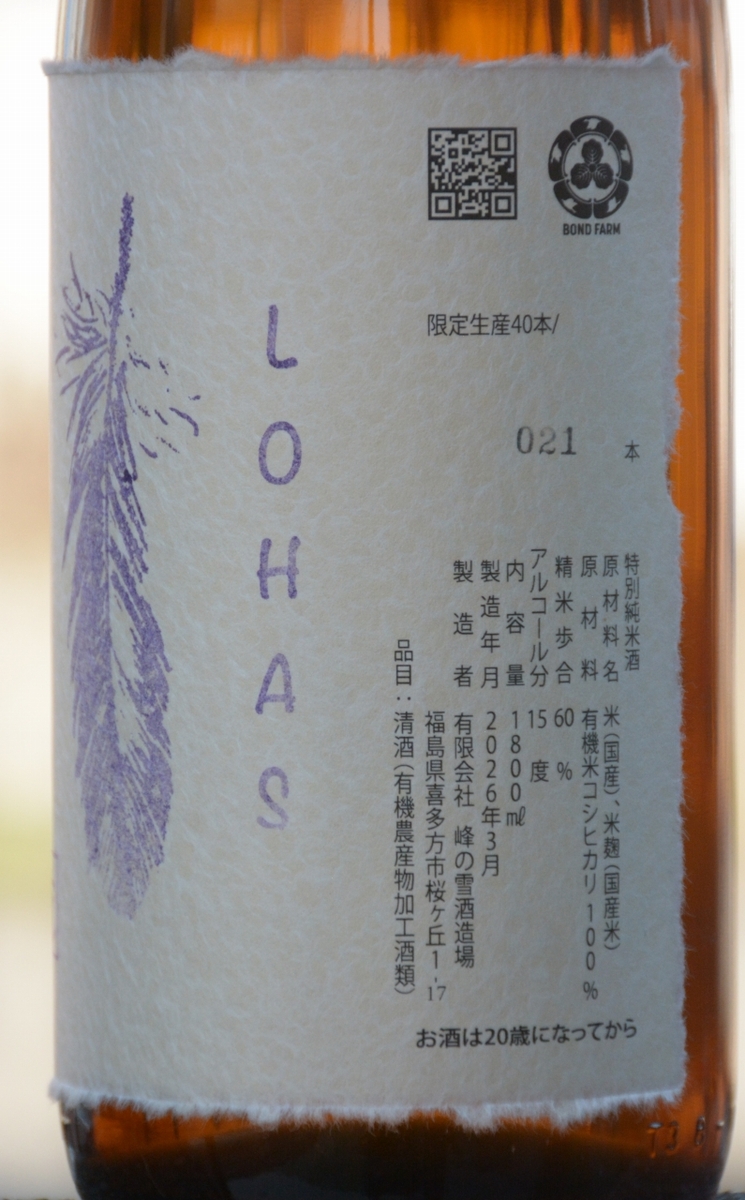 BOND FARM
限定生産40本/
021 本
LOHAS
特別純米酒
原材料名 米(国産)、米麹(国産米)
原材料 有機米コシヒカリ100%
精米歩合 60%
アルコール分 15度
内容量 1800㎖
製造年月 2026年3月
製造者 有限会社 峰の雪酒造場
福島県喜多方市桜ヶ丘1-17
品目:清酒(有機農産物加工酒類)
お酒は20歳になってから